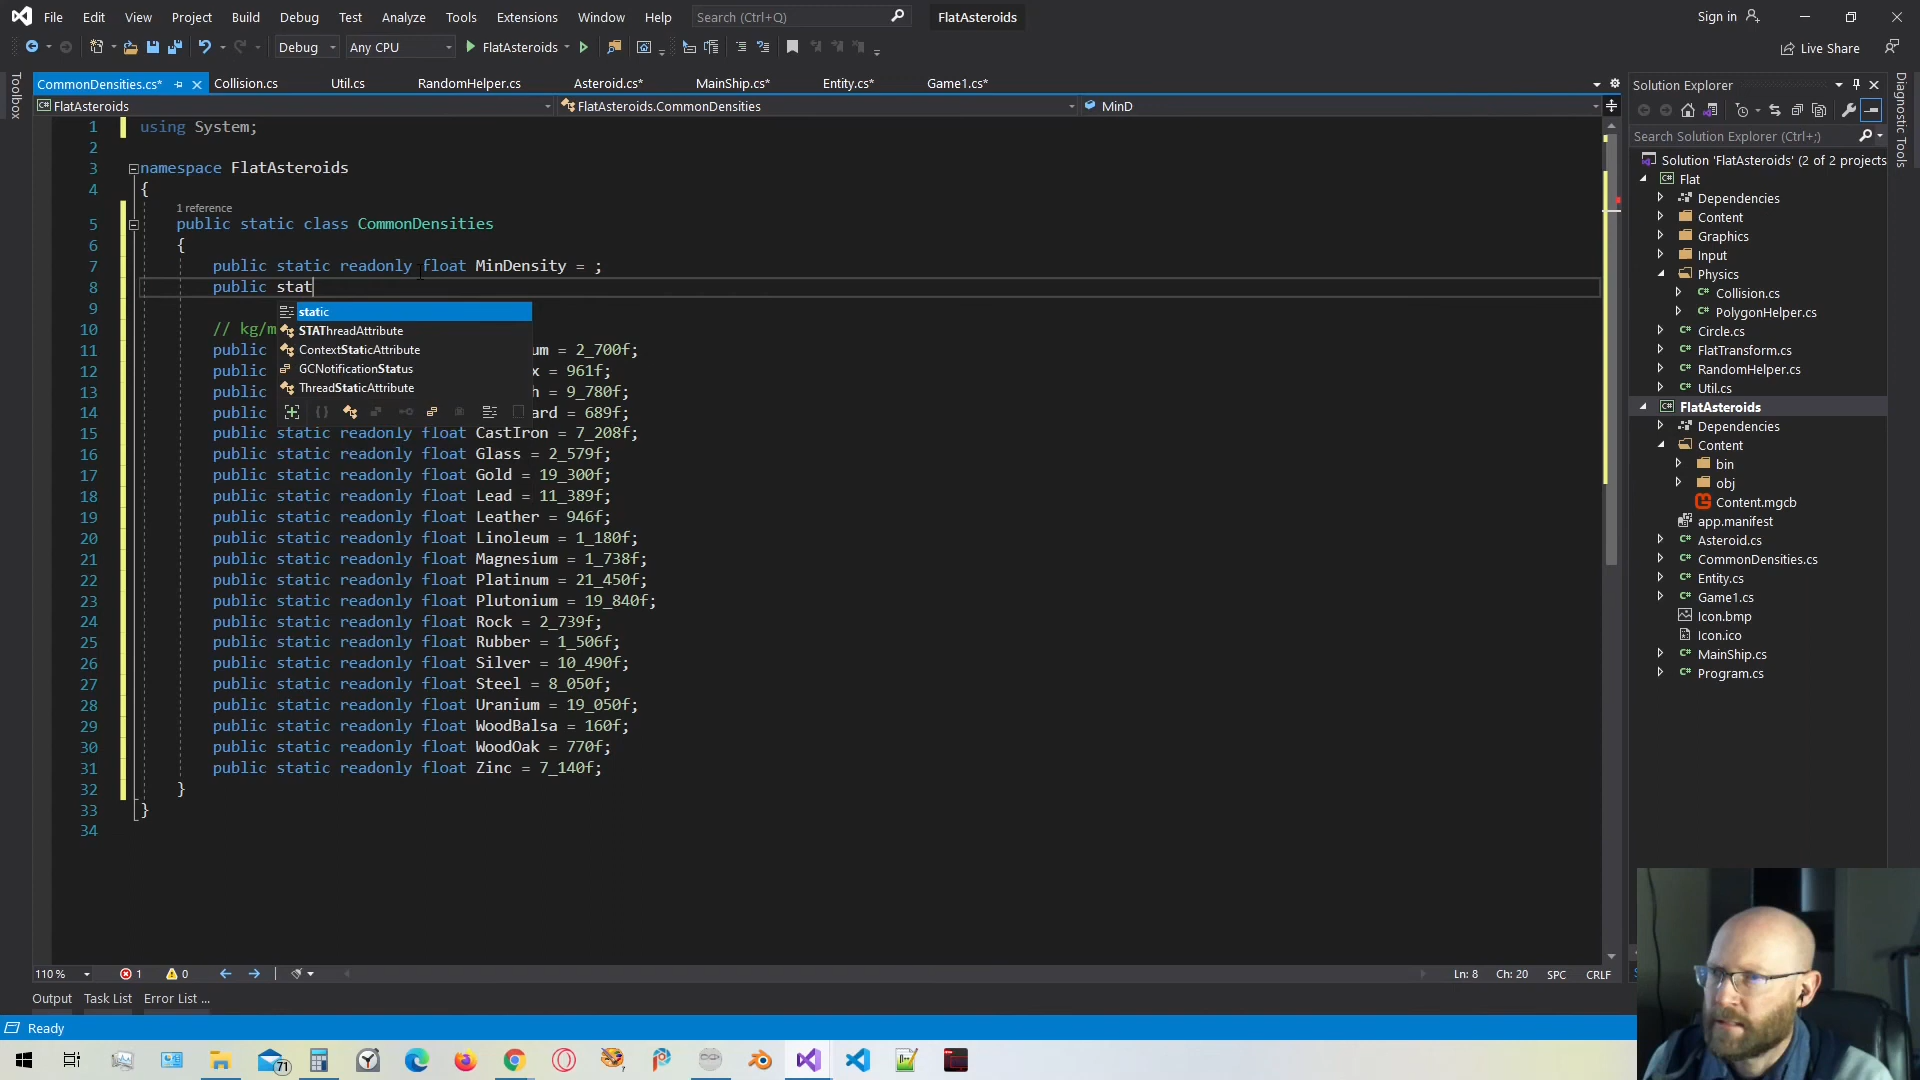 File Edit View Project Build Debug Test Analyze Tools Extensions Window Help Search (Ctrl+Q) FlatAsteroids Sign in
Debug Any CPU FlatAsteroids Live Share
CommonDensities.cs* Collision.cs Util.cs RandomHelper.cs Asteroid.cs* MainShip.cs* Entity.cs* Game1.cs*
FlatAsteroids FlatAsteroids.CommonDensities MinD
Toolbox
1 using System;
2
3 namespace FlatAsteroids
4 {
1 reference
5 public static class CommonDensities
6 {
7 public static readonly float MinDensity = ;
8 public stat
9
10 // kg/m
11 public um = 2_700f;
12 public x = 961f;
13 public h = 9_780f;
14 public ard = 689f;
15 public static readonly float CastIron = 7_208f;
16 public static readonly float Glass = 2_579f;
17 public static readonly float Gold = 19_300f;
18 public static readonly float Lead = 11_389f;
19 public static readonly float Leather = 946f;
20 public static readonly float Linoleum = 1_180f;
21 public static readonly float Magnesium = 1_738f;
22 public static readonly float Platinum = 21_450f;
23 public static readonly float Plutonium = 19_840f;
24 public static readonly float Rock = 2_739f;
25 public static readonly float Rubber = 1_506f;
26 public static readonly float Silver = 10_490f;
27 public static readonly float Steel = 8_050f;
28 public static readonly float Uranium = 19_050f;
29 public static readonly float WoodBalsa = 160f;
30 public static readonly float WoodOak = 770f;
31 public static readonly float Zinc = 7_140f;
32 }
33 }
34
static
STAThreadAttribute
ContextStaticAttribute
GCNotificationStatus
ThreadStaticAttribute
Solution Explorer
Search Solution Explorer (Ctrl+;)
Solution 'FlatAsteroids' (2 of 2 projects
C# Flat
Dependencies
Content
Graphics
Input
Physics
C# Collision.cs
C# PolygonHelper.cs
C# Circle.cs
C# FlatTransform.cs
C# RandomHelper.cs
C# Util.cs
C# FlatAsteroids
Dependencies
Content
bin
obj
Content.mgcb
app.manifest
C# Asteroid.cs
C# CommonDensities.cs
C# Entity.cs
C# Game1.cs
Icon.bmp
Icon.ico
C# MainShip.cs
C# Program.cs
Diagnostic Tools
110 % 1 0 Ln: 8 Ch: 20 SPC CRLF
Output Task List Error List ...
Ready
71